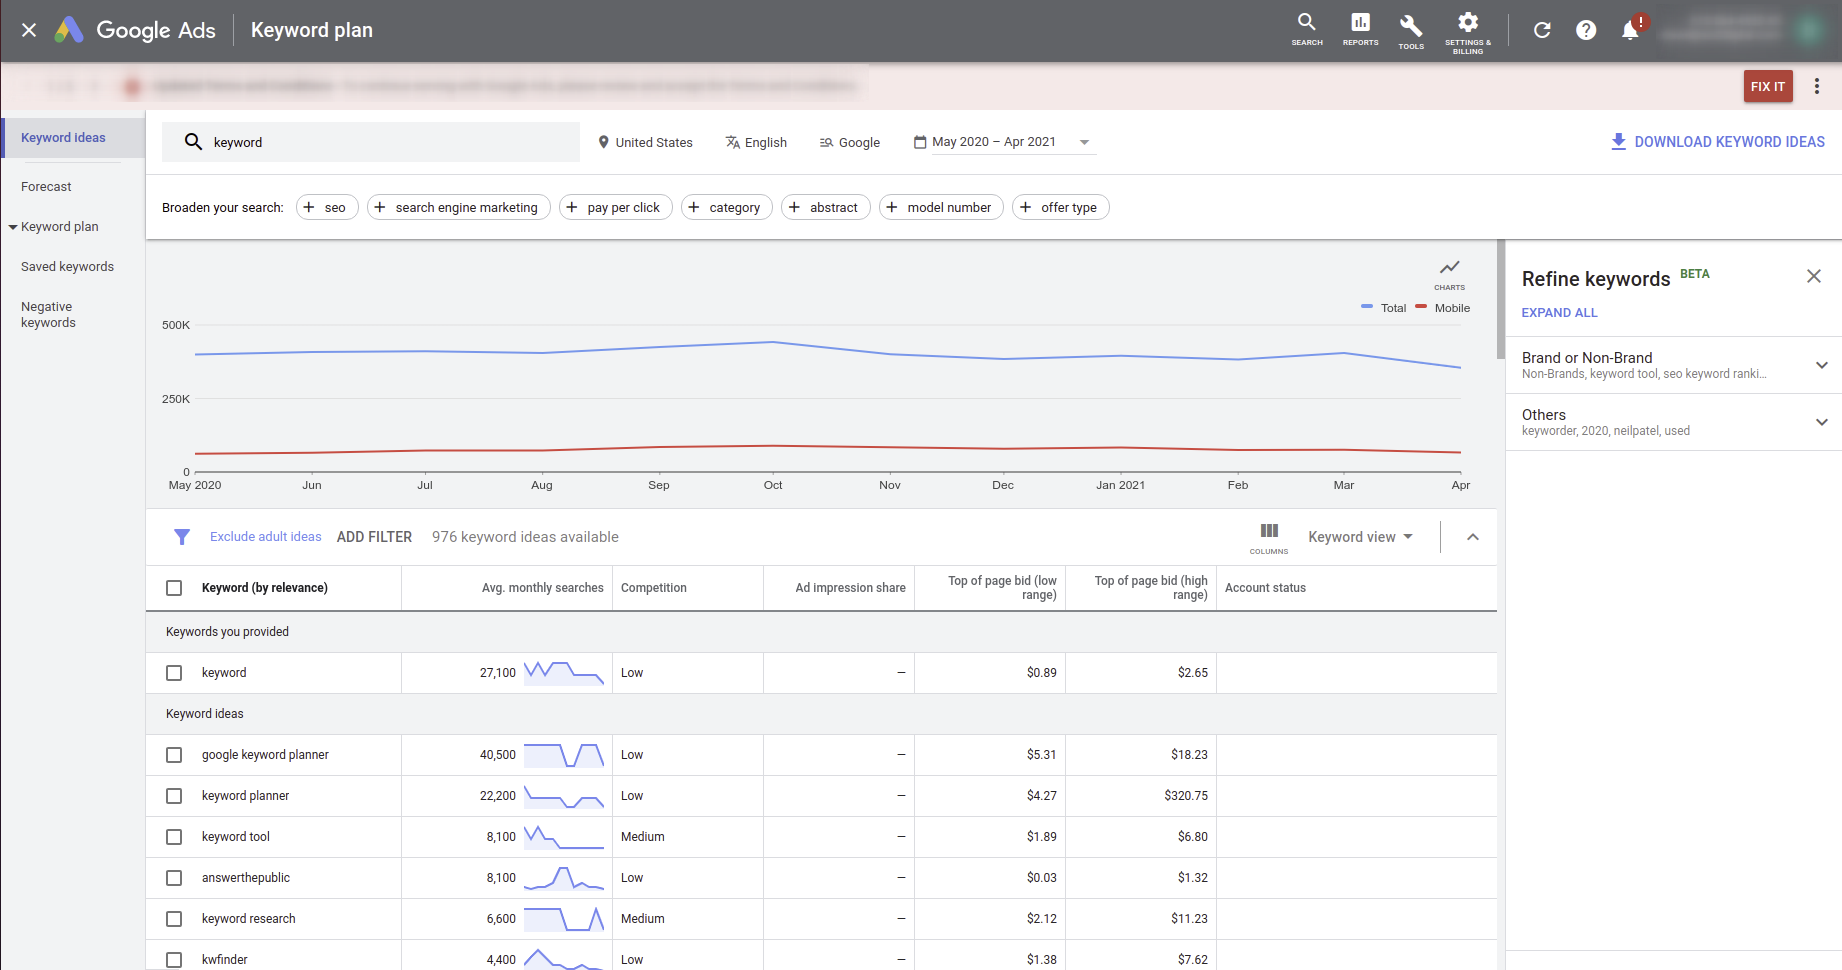 Google Ads Keyword plan
SEARCH REPORTS TOOLS SETTINGS & BILLING
!
FIX IT
Keyword ideas
Forecast
Keyword plan
Saved keywords
Negative keywords
keyword United States English Google May 2020 – Apr 2021 DOWNLOAD KEYWORD IDEAS
Broaden your search: seo search engine marketing pay per click category abstract model number offer type
CHARTS
Total Mobile
500K
250K
0
May 2020 Jun Jul Aug Sep Oct Nov Dec Jan 2021 Feb Mar Apr
Refine keywords BETA
EXPAND ALL
Brand or Non-Brand
Non-Brands, keyword tool, seo keyword ranki...
Others
keyworder, 2020, neilpatel, used
Exclude adult ideas ADD FILTER 976 keyword ideas available COLUMNS Keyword view
Keyword (by relevance) Avg. monthly searches Competition Ad impression share Top of page bid (low range) Top of page bid (high range) Account status
Keywords you provided
keyword 27,100 Low – $0.89 $2.65
Keyword ideas
google keyword planner 40,500 Low – $5.31 $18.23
keyword planner 22,200 Low – $4.27 $320.75
keyword tool 8,100 Medium – $1.89 $6.80
answerthepublic 8,100 Low – $0.03 $1.32
keyword research 6,600 Medium – $2.12 $11.23
kwfinder 4,400 Low – $1.38 $7.62